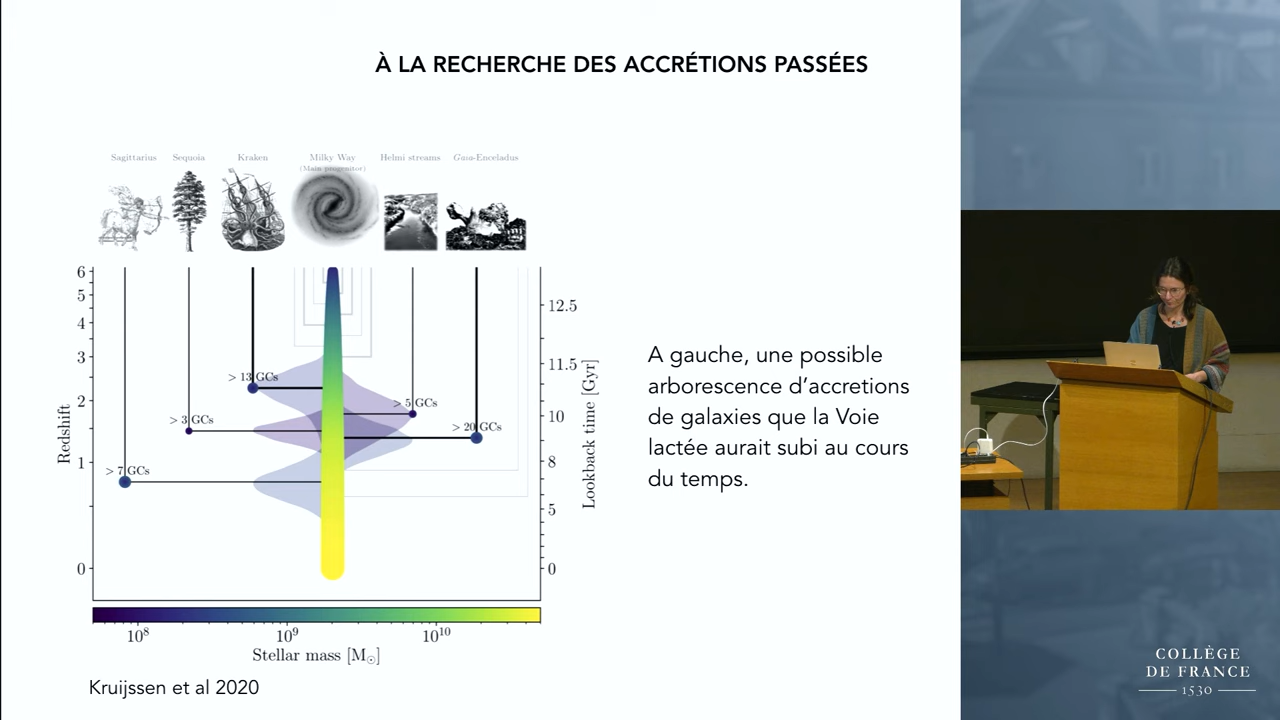 À LA RECHERCHE DES ACCRÉTIONS PASSÉES
Sagittarius Sequoia Kraken Milky Way Helmi streams Gaia-Enceladus
(Main progenitor)
6
5
4
3
2
1
0
Redshift
12.5
11.5
10
8
5
0
Lookback time [Gyr]
> 13 GCs
> 5 GCs
> 3 GCs
> 20 GCs
> 7 GCs
10⁸ 10⁹ 10¹⁰
Stellar mass [M☉]
Kruijssen et al 2020
A gauche, une possible
arborescence d’accretions
de galaxies que la Voie
lactée aurait subi au cours
du temps.
COLLÈGE
DE FRANCE
1530